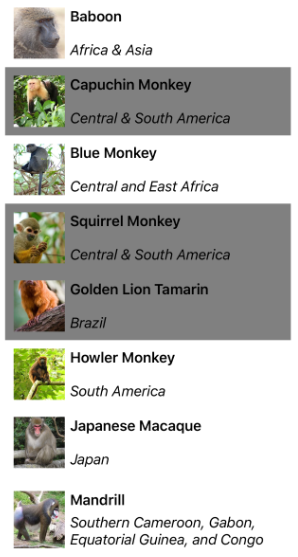 Baboon
Africa & Asia
Capuchin Monkey
Central & South America
Blue Monkey
Central and East Africa
Squirrel Monkey
Central & South America
Golden Lion Tamarin
Brazil
Howler Monkey
South America
Japanese Macaque
Japan
Mandrill
Southern Cameroon, Gabon,
Equatorial Guinea, and Congo